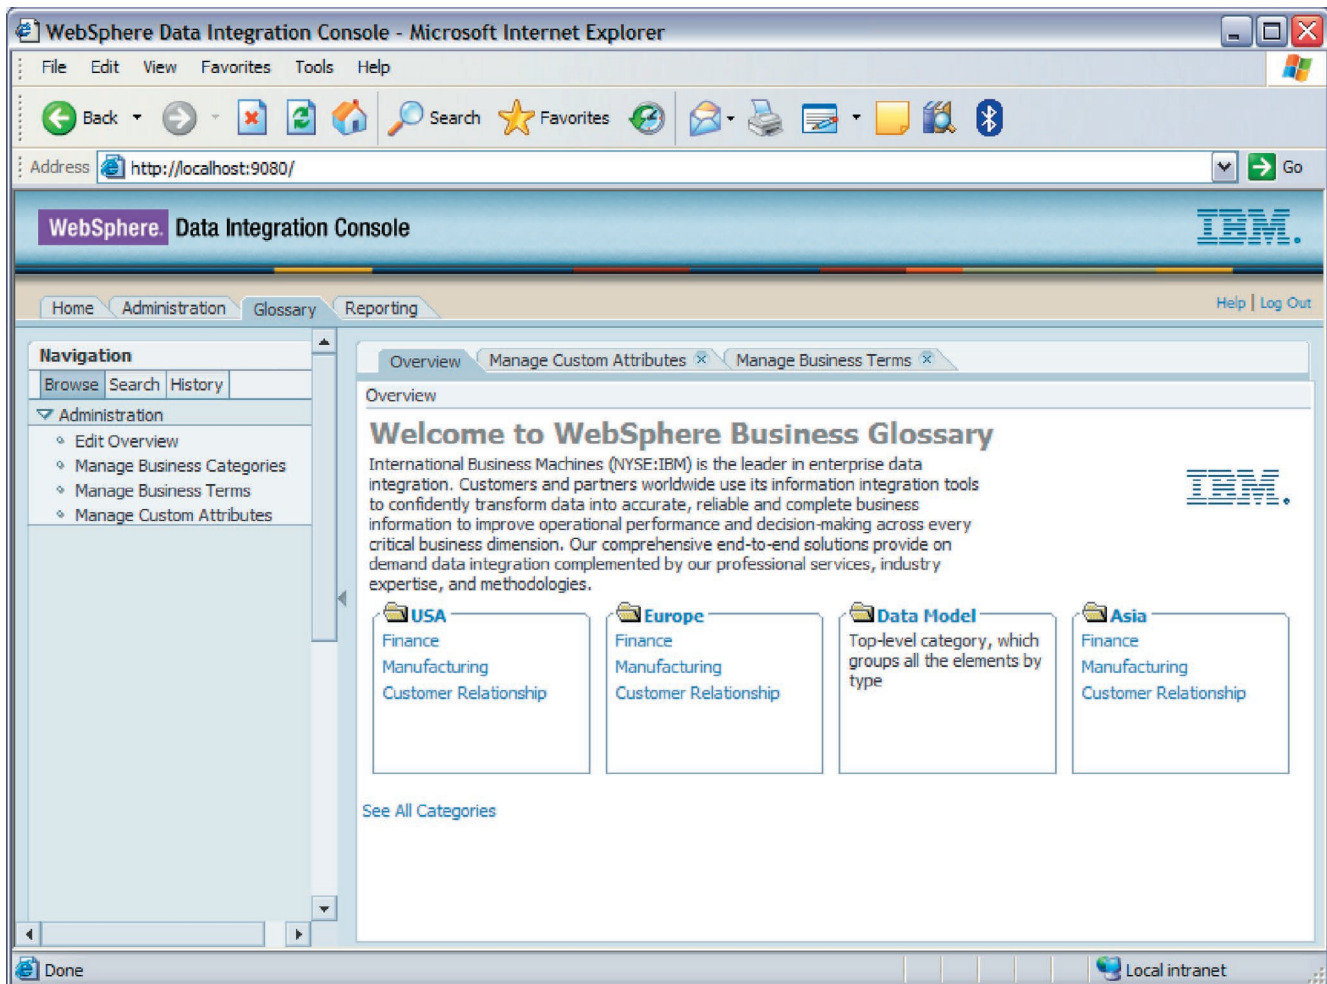 WebSphere Data Integration Console - Microsoft Internet Explorer
File Edit View Favorites Tools Help
Back Search Favorites
Address http://localhost:9080/ Go
WebSphere. Data Integration Console IBM.
Home Administration Glossary Reporting Help | Log Out
Navigation
Browse Search History
Administration
Edit Overview
Manage Business Categories
Manage Business Terms
Manage Custom Attributes
Overview Manage Custom Attributes Manage Business Terms
Overview
Welcome to WebSphere Business Glossary
International Business Machines (NYSE:IBM) is the leader in enterprise data
integration. Customers and partners worldwide use its information integration tools
to confidently transform data into accurate, reliable and complete business
information to improve operational performance and decision-making across every
critical business dimension. Our comprehensive end-to-end solutions provide on
demand data integration complemented by our professional services, industry
expertise, and methodologies.
IBM.
USA
Finance
Manufacturing
Customer Relationship
Europe
Finance
Manufacturing
Customer Relationship
Data Model
Top-level category, which
groups all the elements by
type
Asia
Finance
Manufacturing
Customer Relationship
See All Categories
Done Local intranet